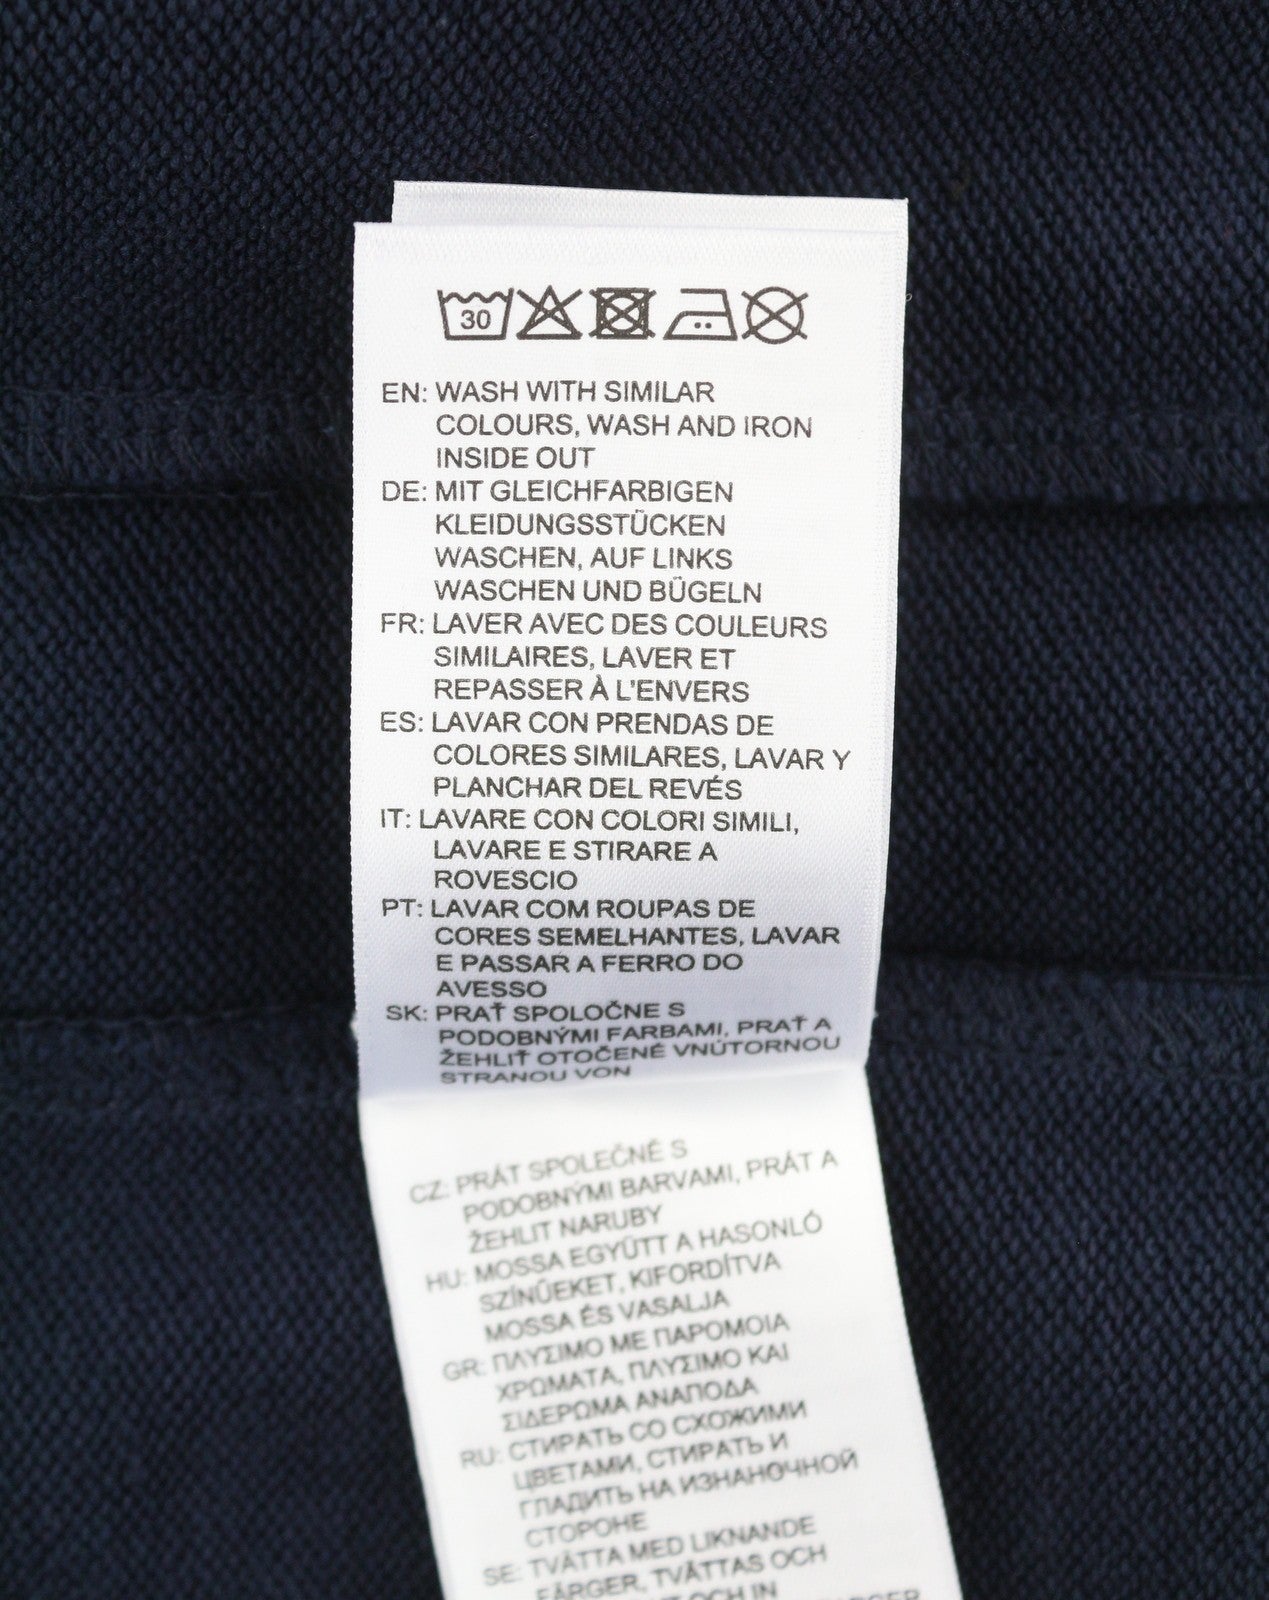 30
EN: WASH WITH SIMILAR
COLOURS, WASH AND IRON
INSIDE OUT
DE: MIT GLEICHFARBIGEN
KLEIDUNGSSTÜCKEN
WASCHEN, AUF LINKS
WASCHEN UND BÜGELN
FR: LAVER AVEC DES COULEURS
SIMILAIRES, LAVER ET
REPASSER À L'ENVERS
ES: LAVAR CON PRENDAS DE
COLORES SIMILARES, LAVAR Y
PLANCHAR DEL REVÉS
IT: LAVARE CON COLORI SIMILI,
LAVARE E STIRARE A
ROVESCIO
PT: LAVAR COM ROUPAS DE
CORES SEMELHANTES, LAVAR
E PASSAR A FERRO DO
AVESSO
SK: PRAŤ SPOLOČNE S
PODOBNÝMI FARBAMI, PRAŤ A
ŽEHLIŤ OTOČENÉ VNÚTORNOU
STRANOU VON
CZ: PRÁT SPOLEČNĚ S
PODOBNÝMI BARVAMI, PRÁT A
ŽEHLIT NARUBY
HU: MOSSA EGYÜTT A HASONLÓ
SZÍNŰEKET, KIFORDÍTVA
MOSSA ÉS VASALJA
GR: ΠΛΥΣΙΜΟ ΜΕ ΠΑΡΟΜΟΙΑ
ΧΡΩΜΑΤΑ, ΠΛΥΣΙΜΟ ΚΑΙ
ΣΙΔΕΡΩΜΑ ΑΝΑΠΟΔΑ
RU: СТИРАТЬ СО СХОЖИМИ
ЦВЕТАМИ, СТИРАТЬ И
ГЛАДИТЬ НА ИЗНАНОЧНОЙ
СТОРОНЕ
SE: TVÄTTA MED LIKNANDE
FÄRGER, TVÄTTAS OCH
OCH IN